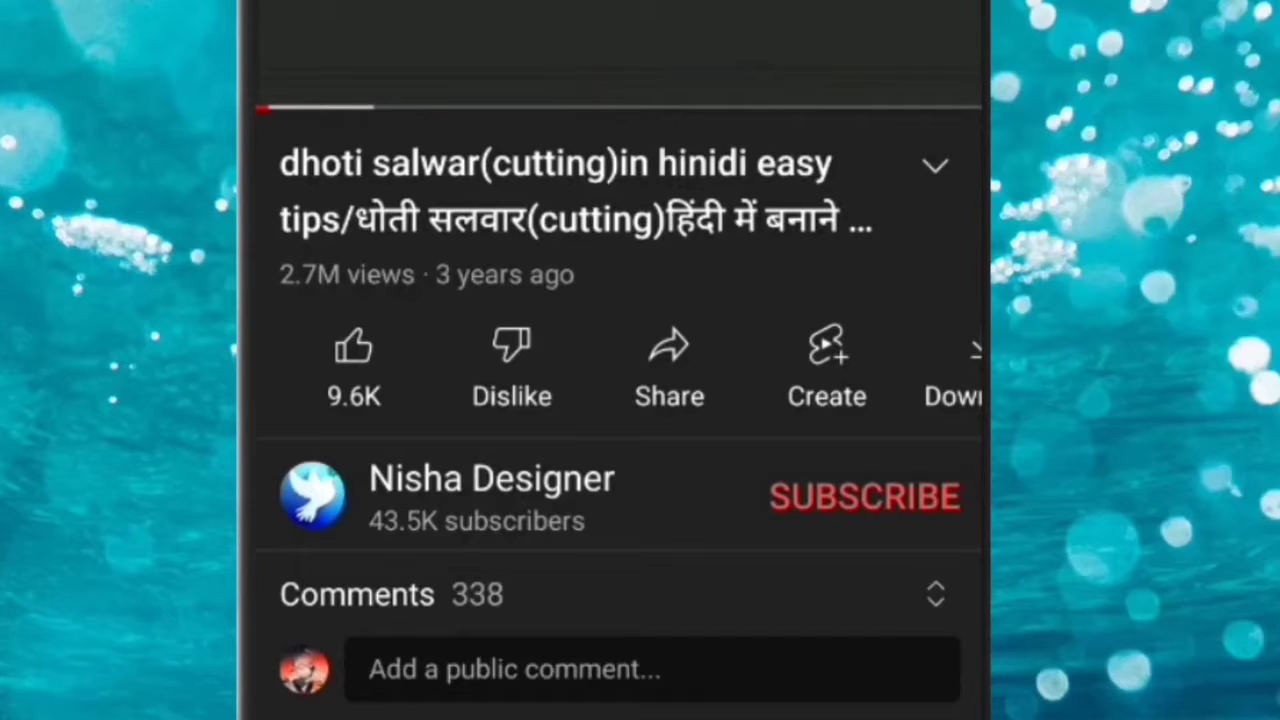 dhoti salwar(cutting)in hinidi easy
tips/धोती सलवार(cutting)हिंदी में बनाने ...
2.7M views · 3 years ago
9.6K
Dislike
Share
Create
Nisha Designer
43.5K subscribers
SUBSCRIBE
Comments 338
Add a public comment...